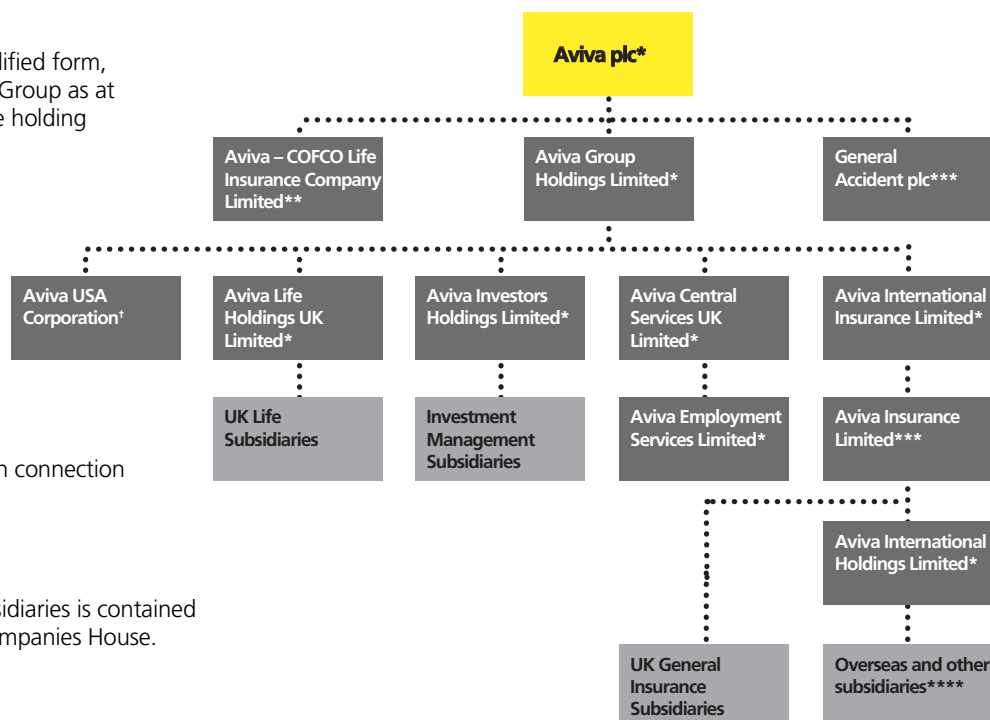 dified form,
Group as at
e holding
n connection
sidiaries is contained
mpanies House.
Aviva plc*
Aviva – COFCO Life
Insurance Company
Limited**
Aviva Group
Holdings Limited*
General
Accident plc***
Aviva USA
Corporation†
Aviva Life
Holdings UK
Limited*
Aviva Investors
Holdings Limited*
Aviva Central
Services UK
Limited*
Aviva International
Insurance Limited*
UK Life
Subsidiaries
Investment
Management
Subsidiaries
Aviva Employment
Services Limited*
Aviva Insurance
Limited***
Aviva International
Holdings Limited*
UK General
Insurance
Subsidiaries
Overseas and other
subsidiaries****